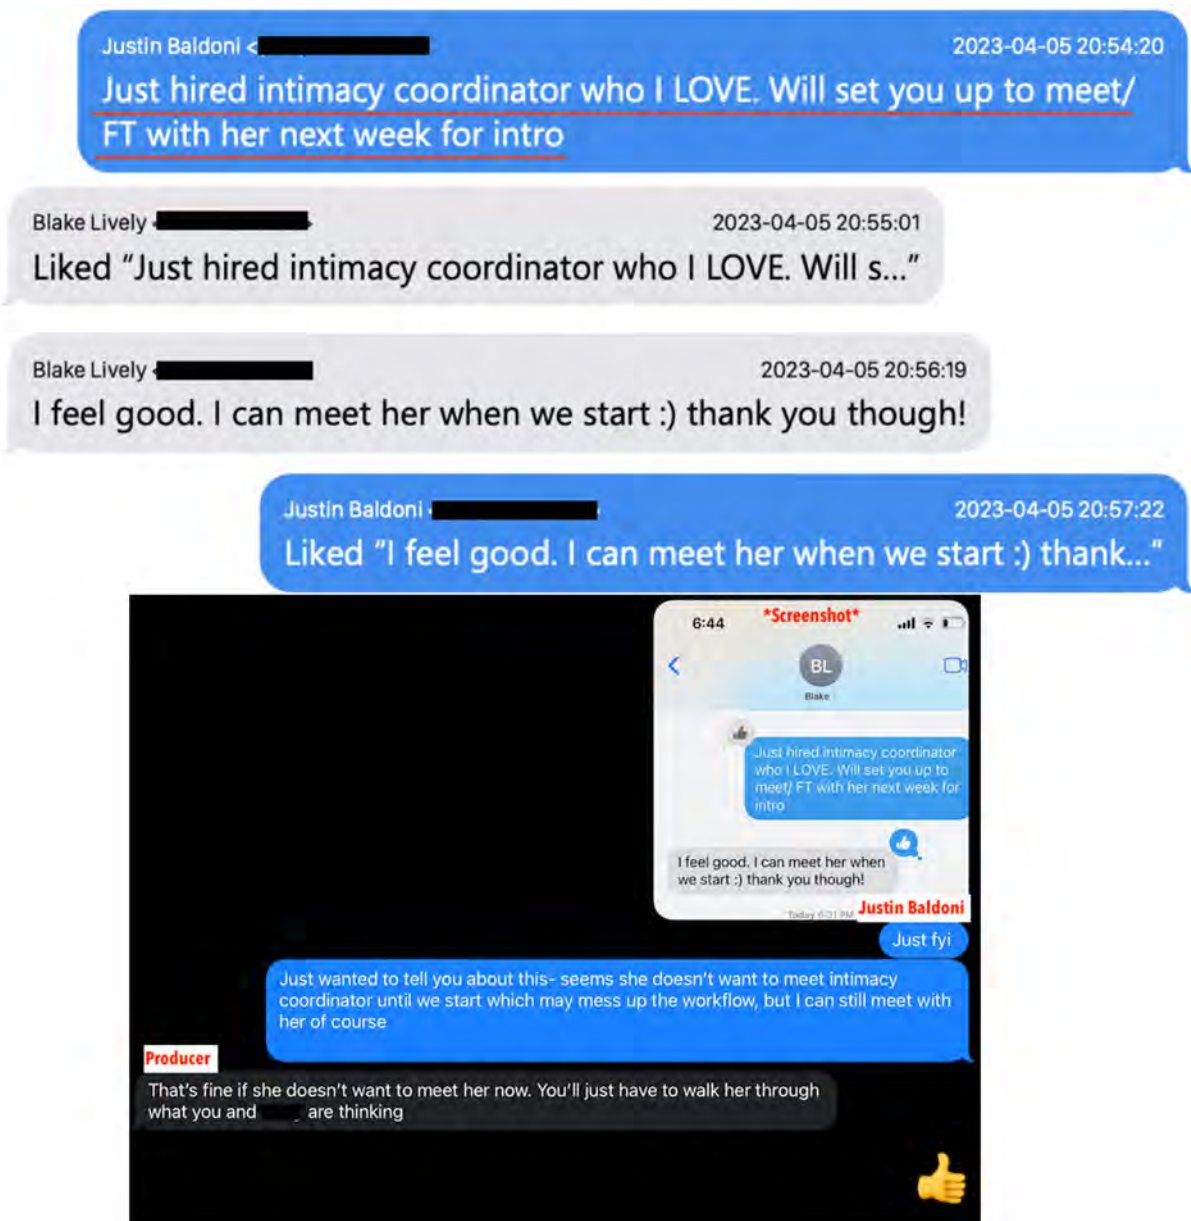 Justin Baldoni <
2023-04-05 20:54:20
Just hired intimacy coordinator who I LOVE. Will set you up to meet/
FT with her next week for intro
Blake Lively
2023-04-05 20:55:01
Liked “Just hired intimacy coordinator who I LOVE. Will s...”
Blake Lively
2023-04-05 20:56:19
I feel good. I can meet her when we start :) thank you though!
Justin Baldoni
2023-04-05 20:57:22
Liked “I feel good. I can meet her when we start :) thank...”
6:44
*Screenshot*
BL
Blake
Just hired intimacy coordinator
who I LOVE. Will set you up to
meet/ FT with her next week for
intro
I feel good. I can meet her when
we start :) thank you though!
Today PM
Justin Baldoni
Just fyi
Just wanted to tell you about this- seems she doesn’t want to meet intimacy
coordinator until we start which may mess up the workflow, but I can still meet with
her of course
Producer
That’s fine if she doesn’t want to meet her now. You’ll just have to walk her through
what you and are thinking